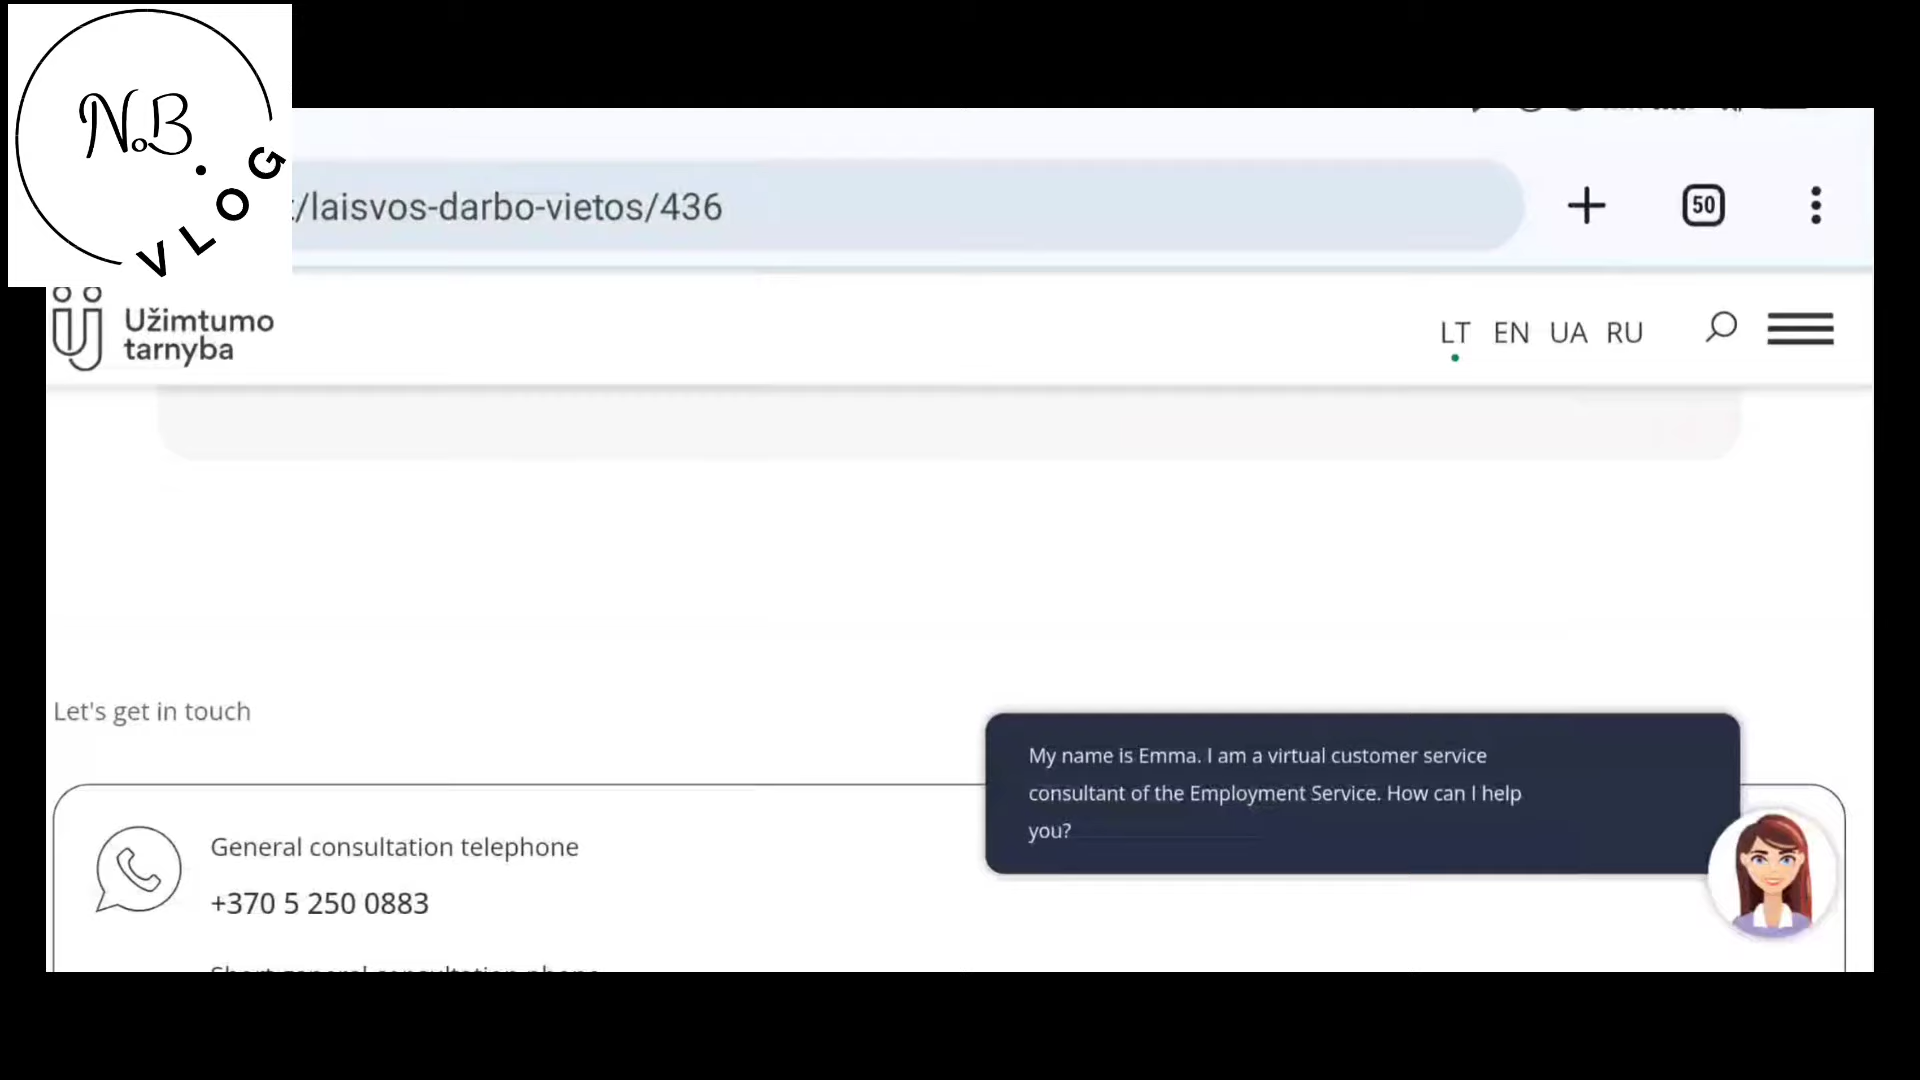 N.B.
VLOG
/laisvos-darbo-vietos/436
50
Užimtumo
tarnyba
LT EN UA RU
Let's get in touch
My name is Emma. I am a virtual customer service
consultant of the Employment Service. How can I help
you?
General consultation telephone
+370 5 250 0883